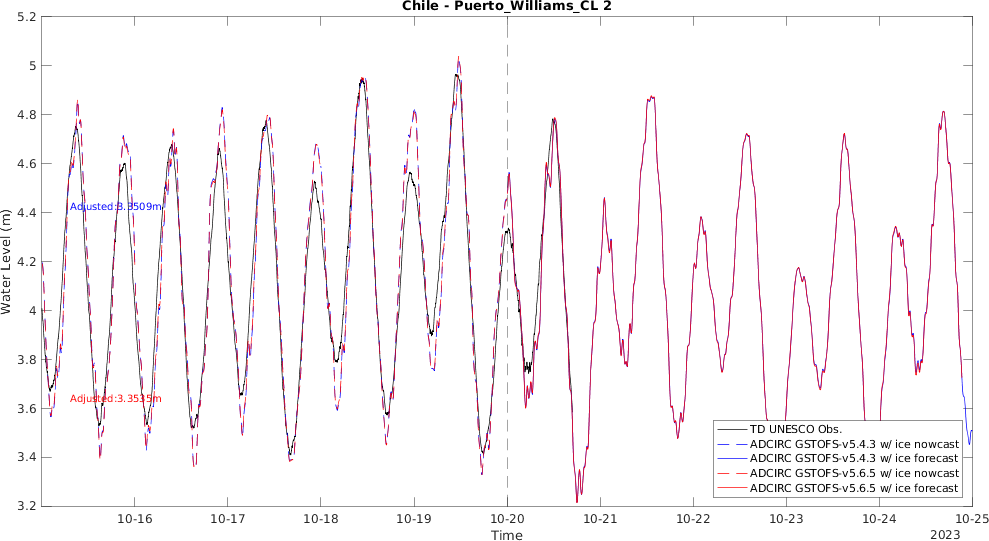 Chile - Puerto_Williams_CL 2
5.2
5
4.8
4.6
4.4
4.2
4
3.8
3.6
3.4
3.2
Water Level (m)
Adjusted:3.3509m
Adjusted:3.3535m
TD UNESCO Obs.
ADCIRC GSTOFS-v5.4.3 w/ ice nowcast
ADCIRC GSTOFS-v5.4.3 w/ ice forecast
ADCIRC GSTOFS-v5.6.5 w/ ice nowcast
ADCIRC GSTOFS-v5.6.5 w/ ice forecast
10-16 10-17 10-18 10-19 10-20 10-21 10-22 10-23 10-24 10-25
Time
2023